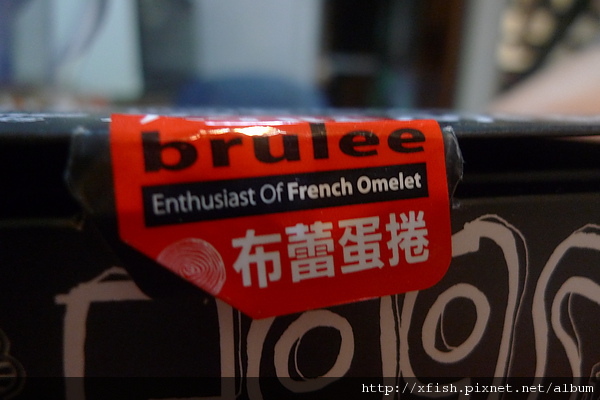 brulee
Enthusiast Of French Omelet
布蕾蛋捲
http://xfish.pixnet.net/album